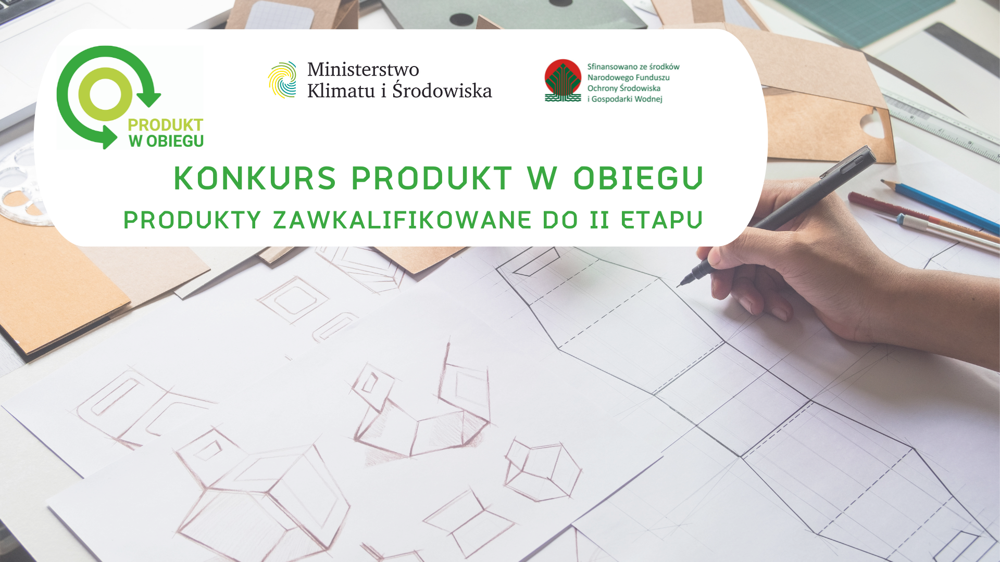 PRODUKT
W OBIEGU
Ministerstwo
Klimatu i Środowiska
Sfinansowano ze środków
Narodowego Funduszu
Ochrony Środowiska
i Gospodarki Wodnej
KONKURS PRODUKT W OBIEGU
PRODUKTY ZAWKALIFIKOWANE DO II ETAPU